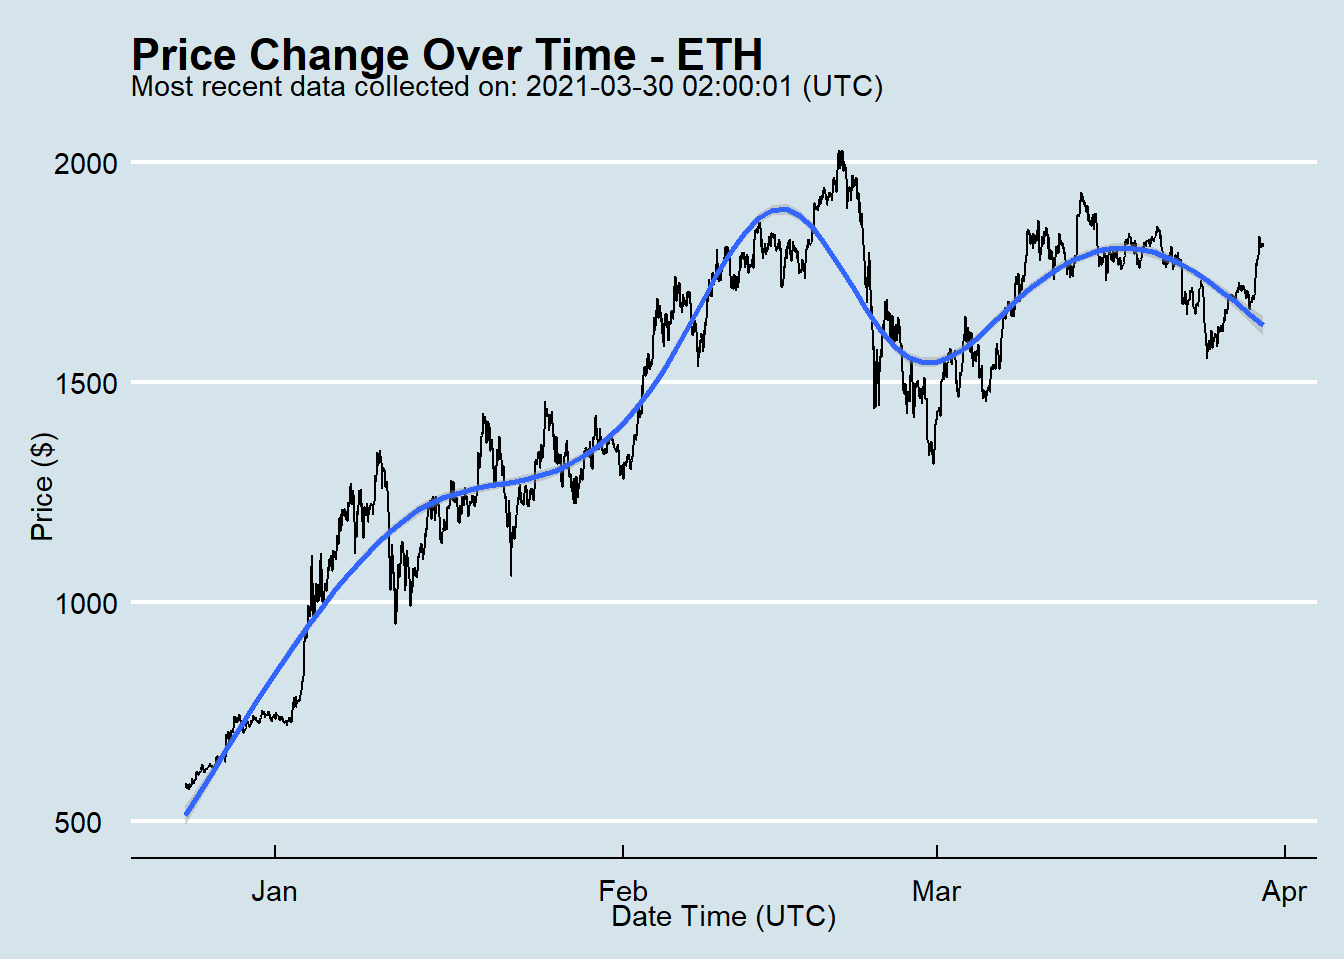 Price Change Over Time - ETH
Most recent data collected on: 2021-03-30 02:00:01 (UTC)
2000
1500
1000
500
Price ($)
Jan Feb Mar Apr
Date Time (UTC)